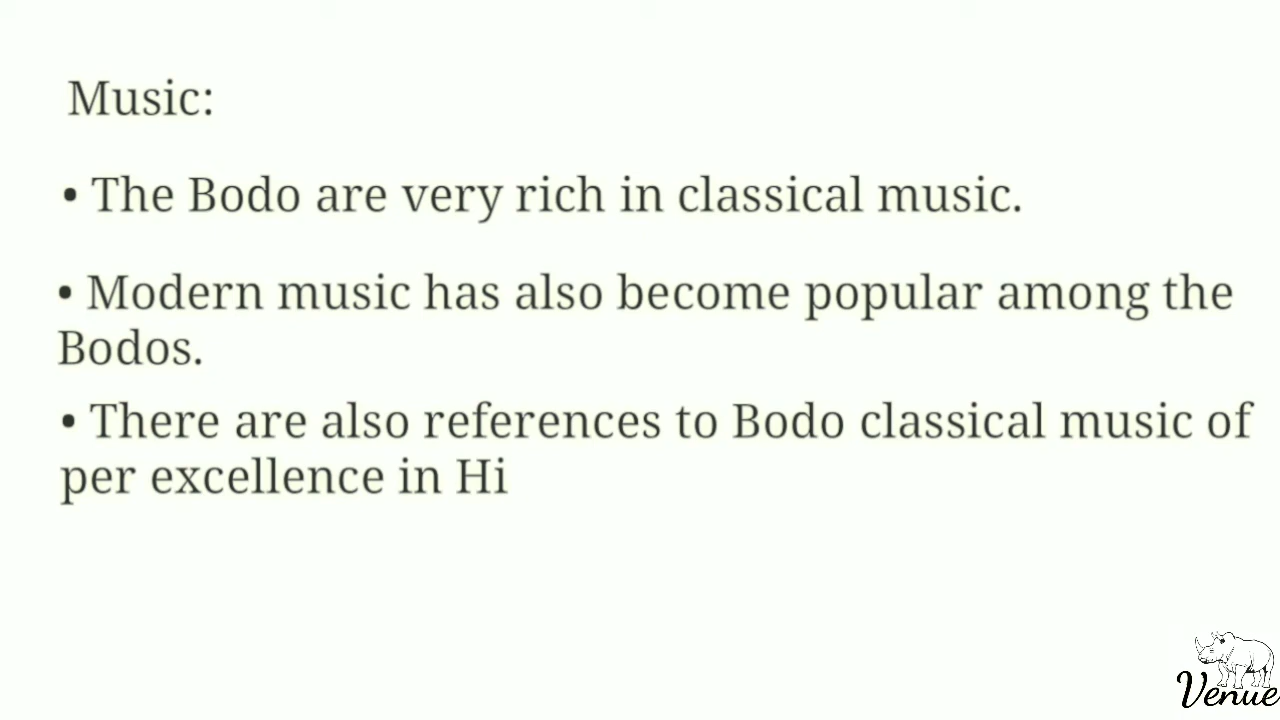 Music:
• The Bodo are very rich in classical music.
• Modern music has also become popular among the
Bodos.
• There are also references to Bodo classical music of
per excellence in Hi
Venue